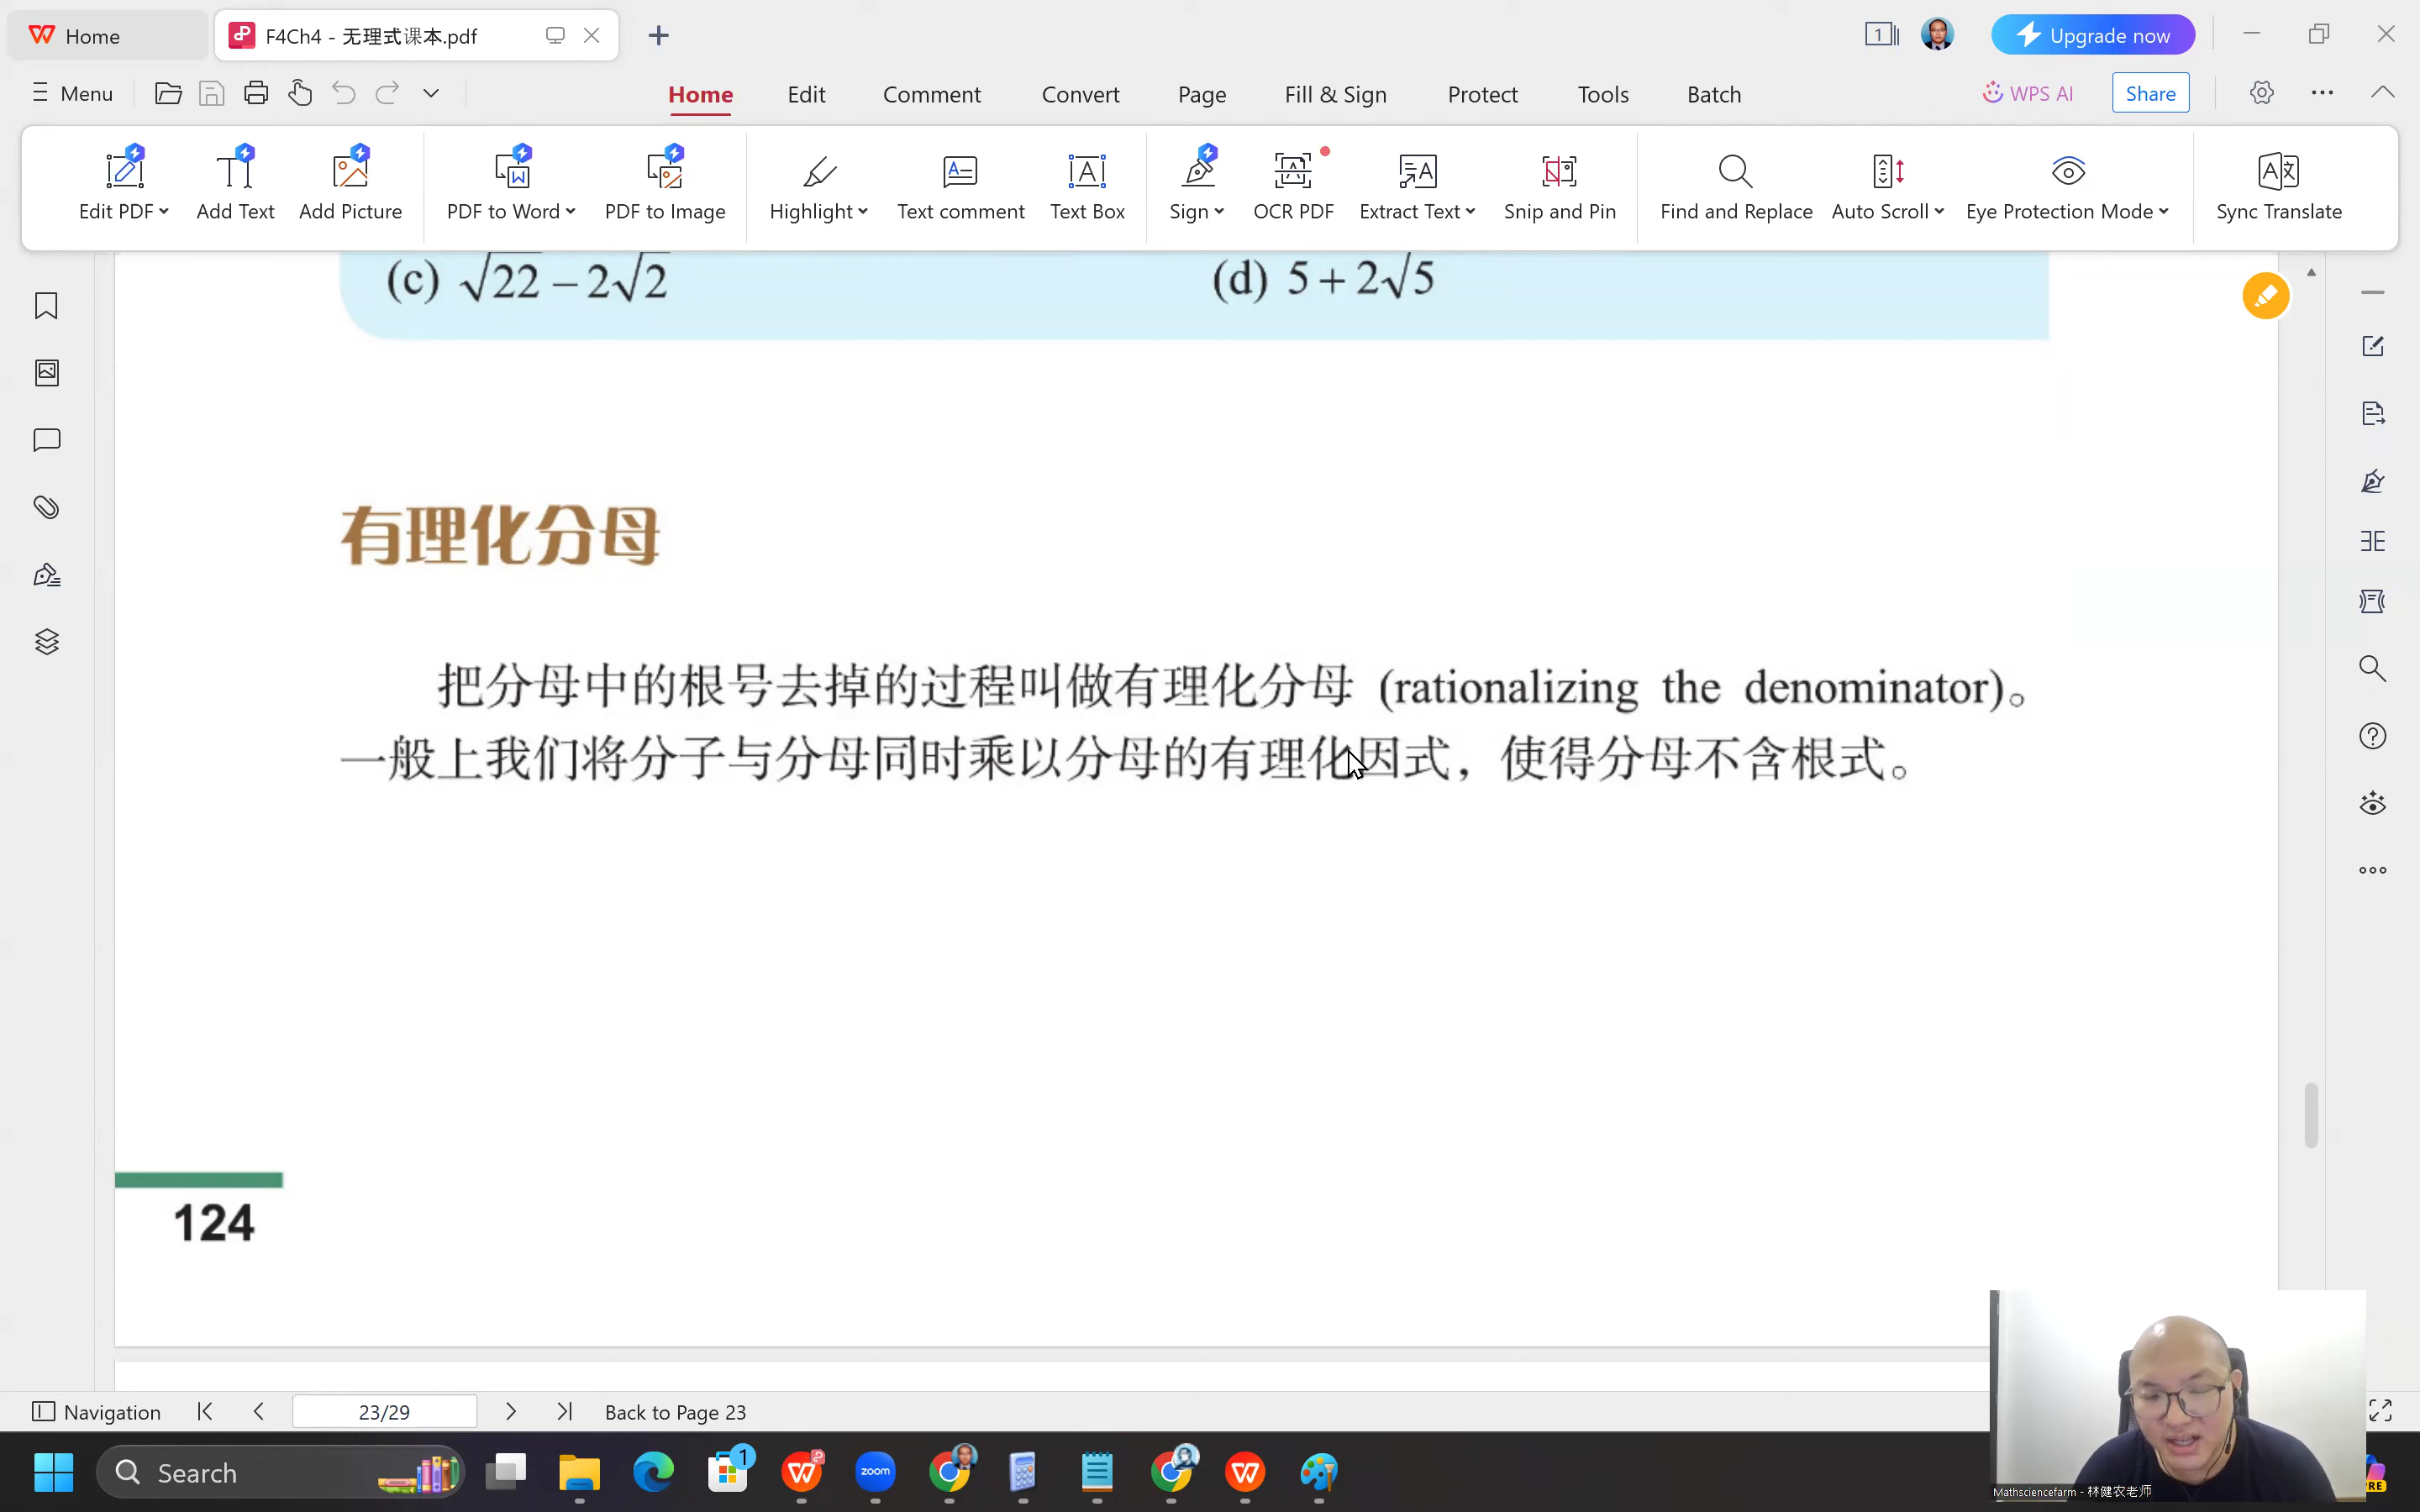 Home
F4Ch4 - 无理式课本.pdf
1
Upgrade now
Menu
Home
Edit
Comment
Convert
Page
Fill & Sign
Protect
Tools
Batch
WPS AI
Share
Edit PDF
Add Text
Add Picture
PDF to Word
PDF to Image
Highlight
Text comment
Text Box
Sign
OCR PDF
Extract Text
Snip and Pin
Find and Replace
Auto Scroll
Eye Protection Mode
Sync Translate
(c) √22 – 2√2
(d) 5 + 2√5
有理化分母
把分母中的根号去掉的过程叫做有理化分母 (rationalizing the denominator)。
一般上我们将分子与分母同时乘以分母的有理化因式，使得分母不含根式。
124
Navigation
23/29
Back to Page 23
Mathsciencefarm - 林健农老师
Search
1
zoom
PRE